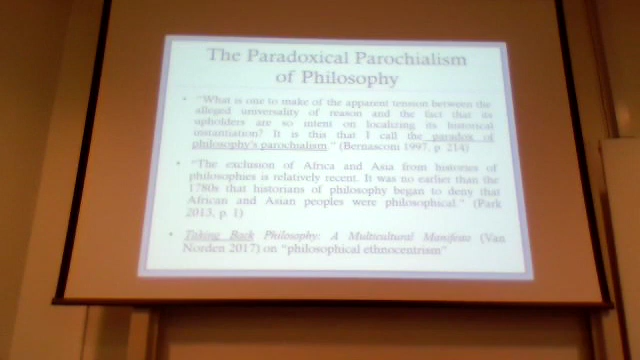 The Paradoxical Parochialism
of Philosophy
• "What is one to make of the apparent tension between the
alleged universality of reason and the fact that its
upholders are so intent on localizing its historical
instantiation? It is this that I call the paradox of
philosophy's parochialism." (Bernasconi 1997, p. 214)
• "The exclusion of Africa and Asia from histories of
philosophies is relatively recent. It was no earlier than the
1780s that historians of philosophy began to deny that
African and Asian peoples were philosophical." (Park
2013, p. 1)
• Taking Back Philosophy: A Multicultural Manifesto (Van
Norden 2017) on "philosophical ethnocentrism"